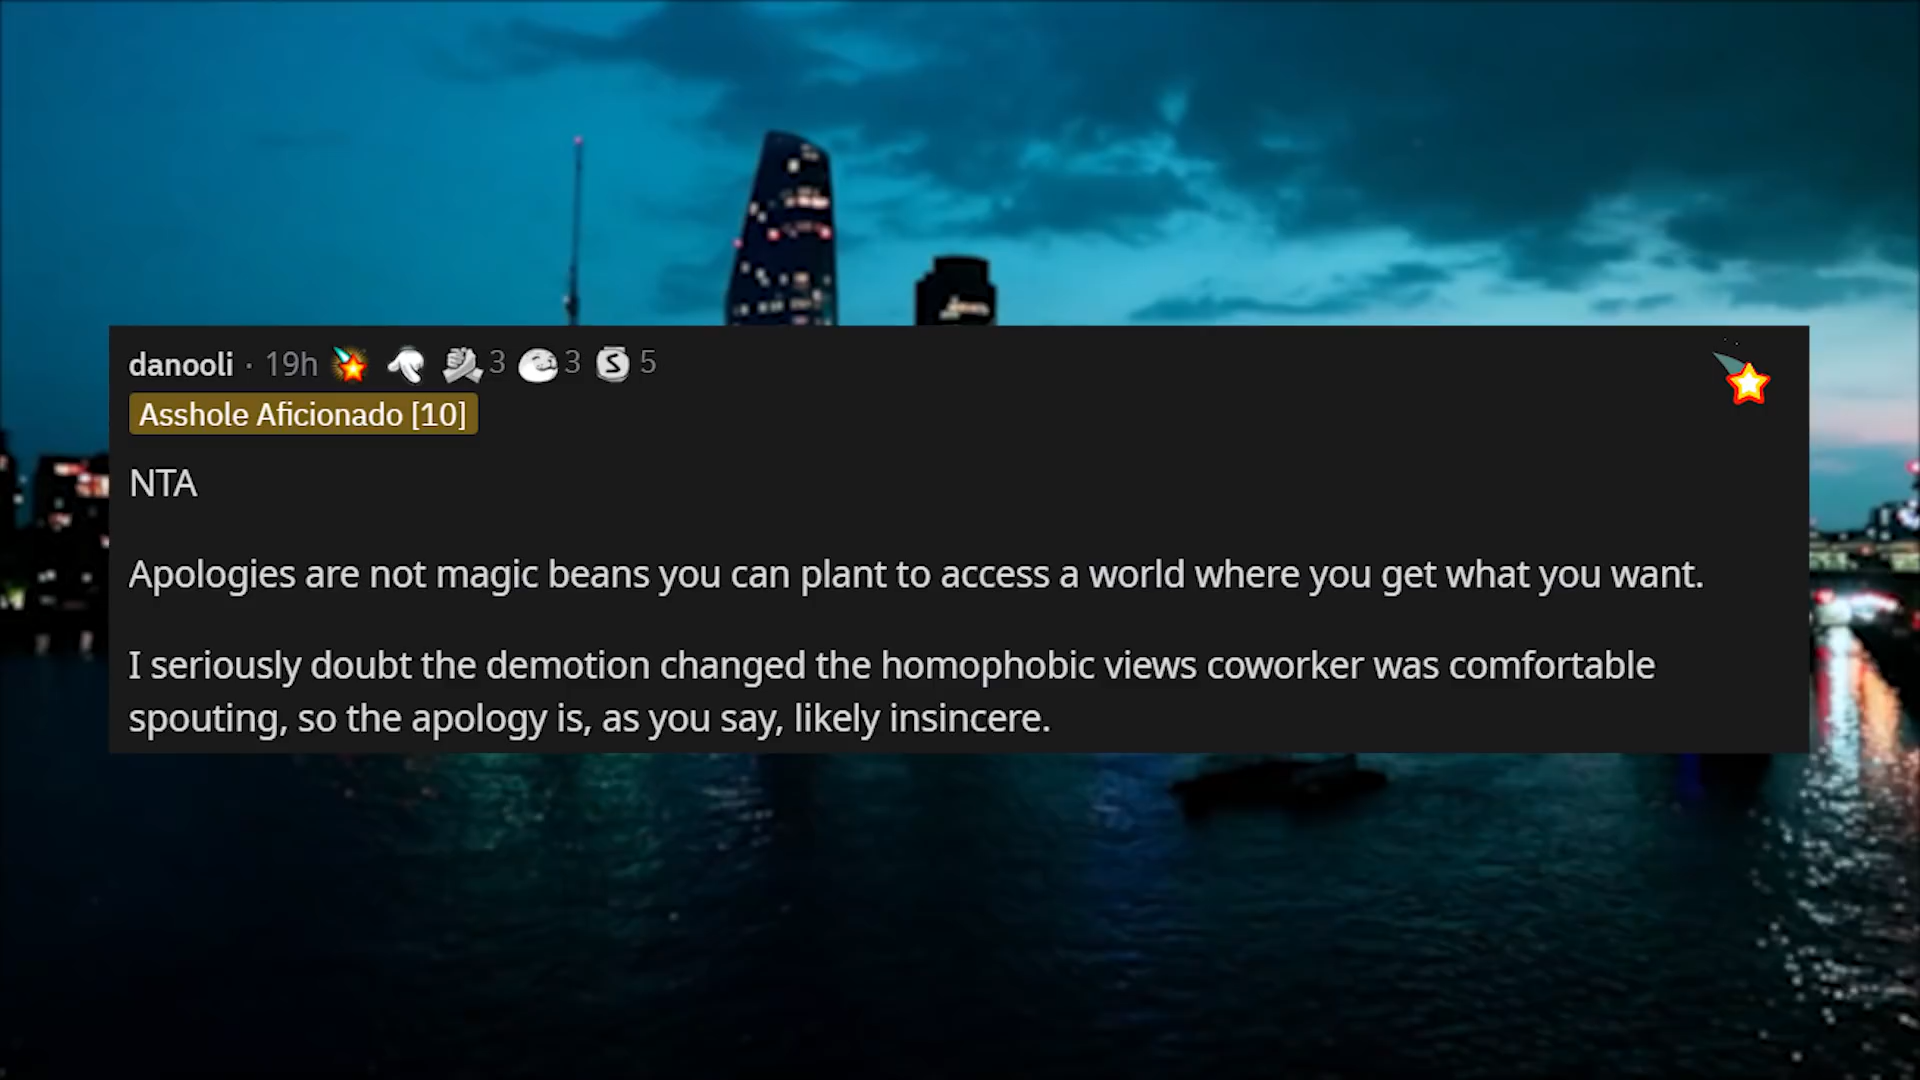 danooli · 19h 3 3 5
Asshole Aficionado [10]
NTA
Apologies are not magic beans you can plant to access a world where you get what you want.
I seriously doubt the demotion changed the homophobic views coworker was comfortable
spouting, so the apology is, as you say, likely insincere.